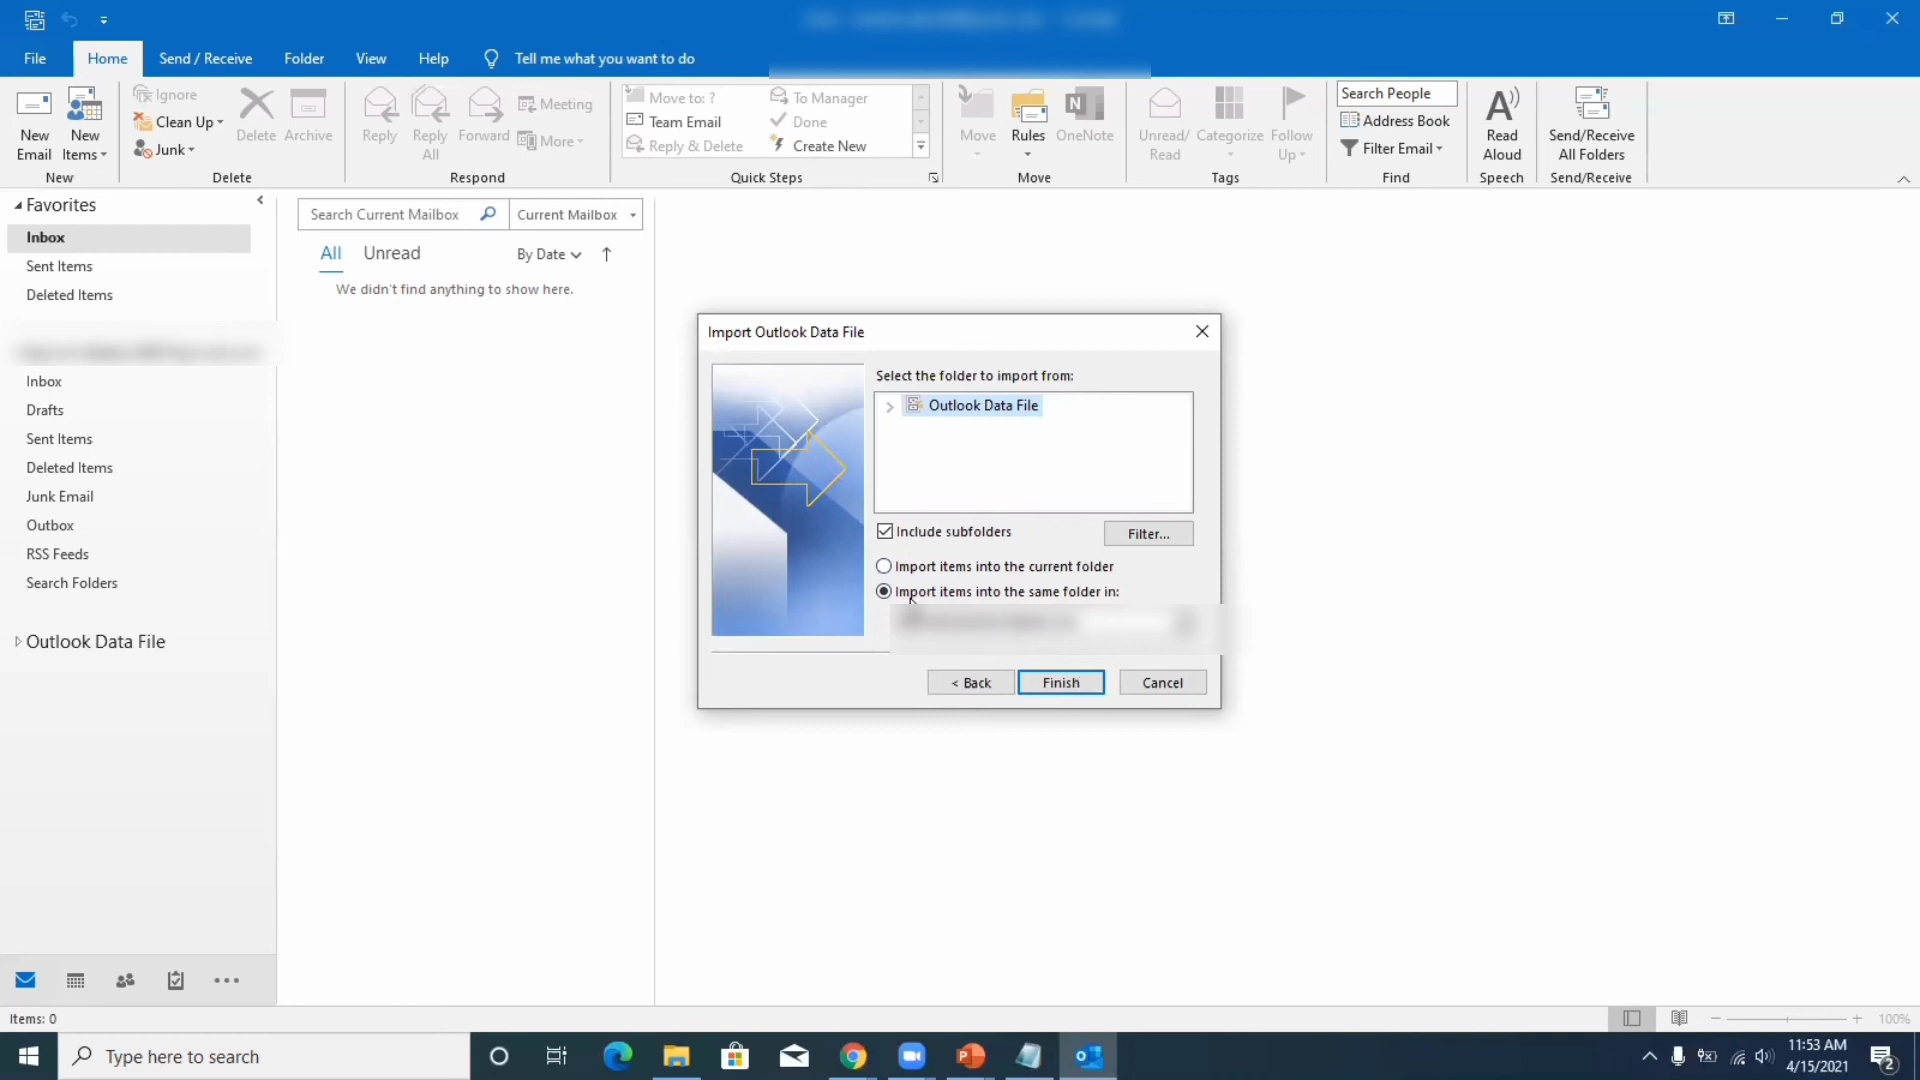 File
Home
Send / Receive
Folder
View
Help
Tell me what you want to do
New Email
New Items
New
Ignore
Clean Up
Junk
Delete
Archive
Delete
Reply
Reply All
Forward
Meeting
More
Respond
Move to: ?
Team Email
Reply & Delete
To Manager
Done
Create New
Quick Steps
Move
Rules
OneNote
Move
Unread/ Read
Categorize
Follow Up
Tags
Search People
Address Book
Filter Email
Find
Read Aloud
Speech
Send/Receive All Folders
Send/Receive
Favorites
Inbox
Sent Items
Deleted Items
Inbox
Drafts
Sent Items
Deleted Items
Junk Email
Outbox
RSS Feeds
Search Folders
Outlook Data File
Search Current Mailbox
Current Mailbox
All
Unread
By Date
We didn't find anything to show here.
Import Outlook Data File
Select the folder to import from:
Outlook Data File
Include subfolders
Filter...
Import items into the current folder
Import items into the same folder in:
< Back
Finish
Cancel
Items: 0
100%
Type here to search
11:53 AM
4/15/2021
2